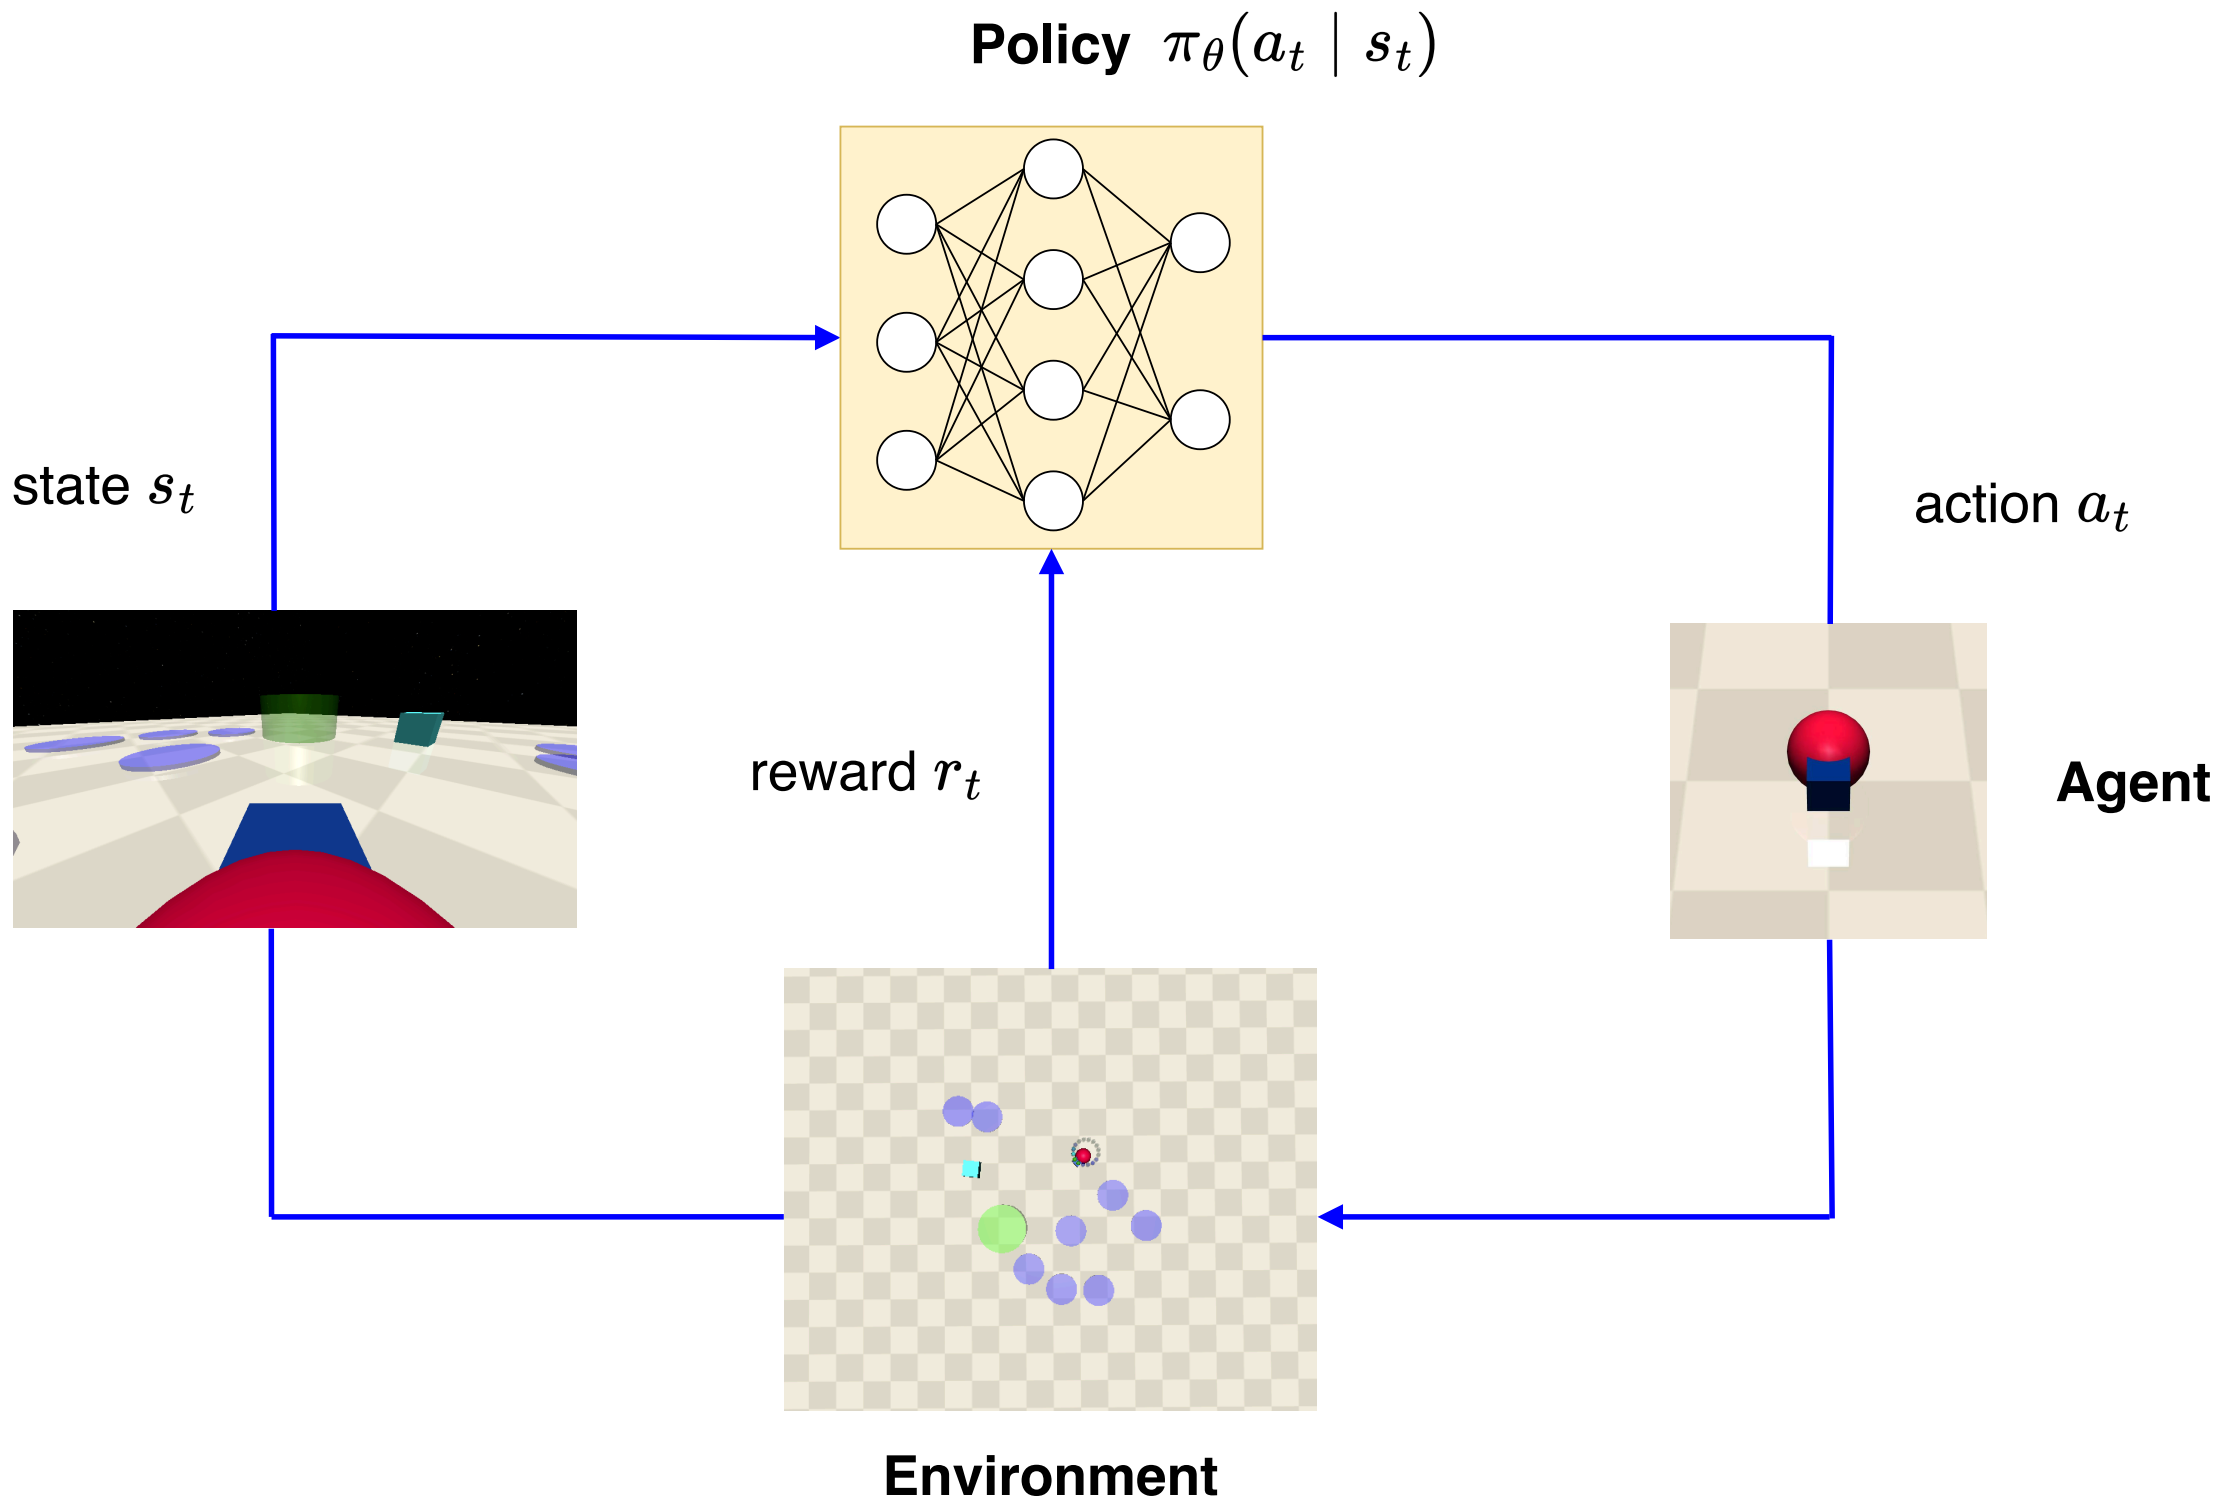 Policy π_θ(a_t | s_t)
state s_t
action a_t
reward r_t
Agent
Environment